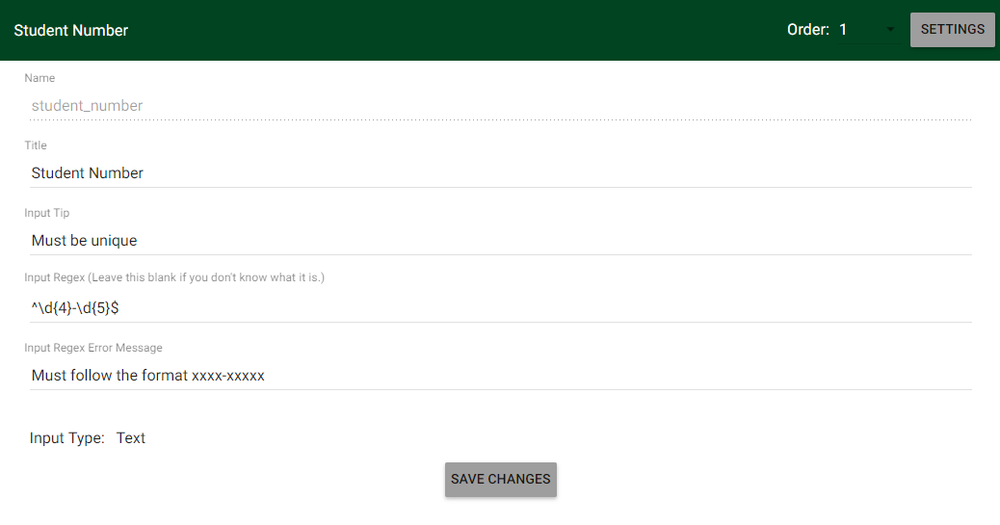 Student Number
Order: 1
SETTINGS
Name
student_number
Title
Student Number
Input Tip
Must be unique
Input Regex (Leave this blank if you don't know what it is.)
^\d{4}-\d{5}$
Input Regex Error Message
Must follow the format xxxx-xxxxx
Input Type: Text
SAVE CHANGES